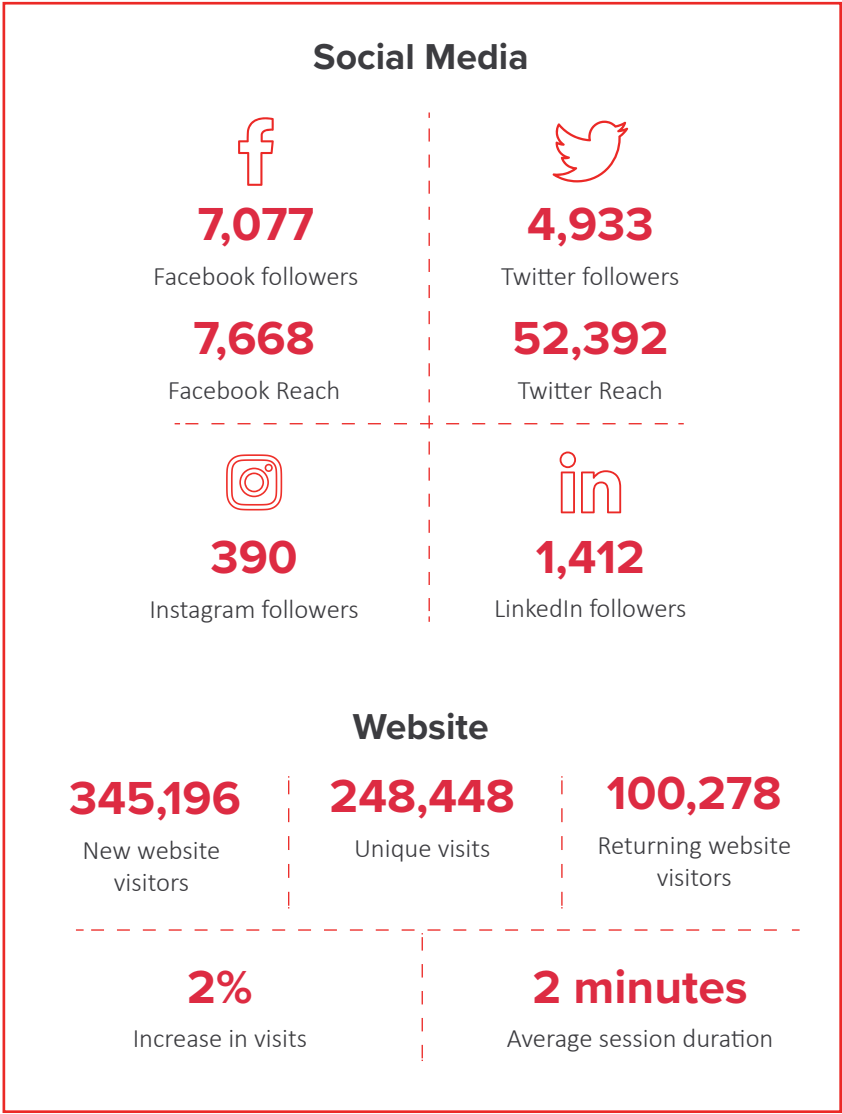 Social Media
7,077
Facebook followers
7,668
Facebook Reach
4,933
Twitter followers
52,392
Twitter Reach
390
Instagram followers
1,412
LinkedIn followers
Website
345,196
New website
visitors
248,448
Unique visits
100,278
Returning website
visitors
2%
Increase in visits
2 minutes
Average session duration